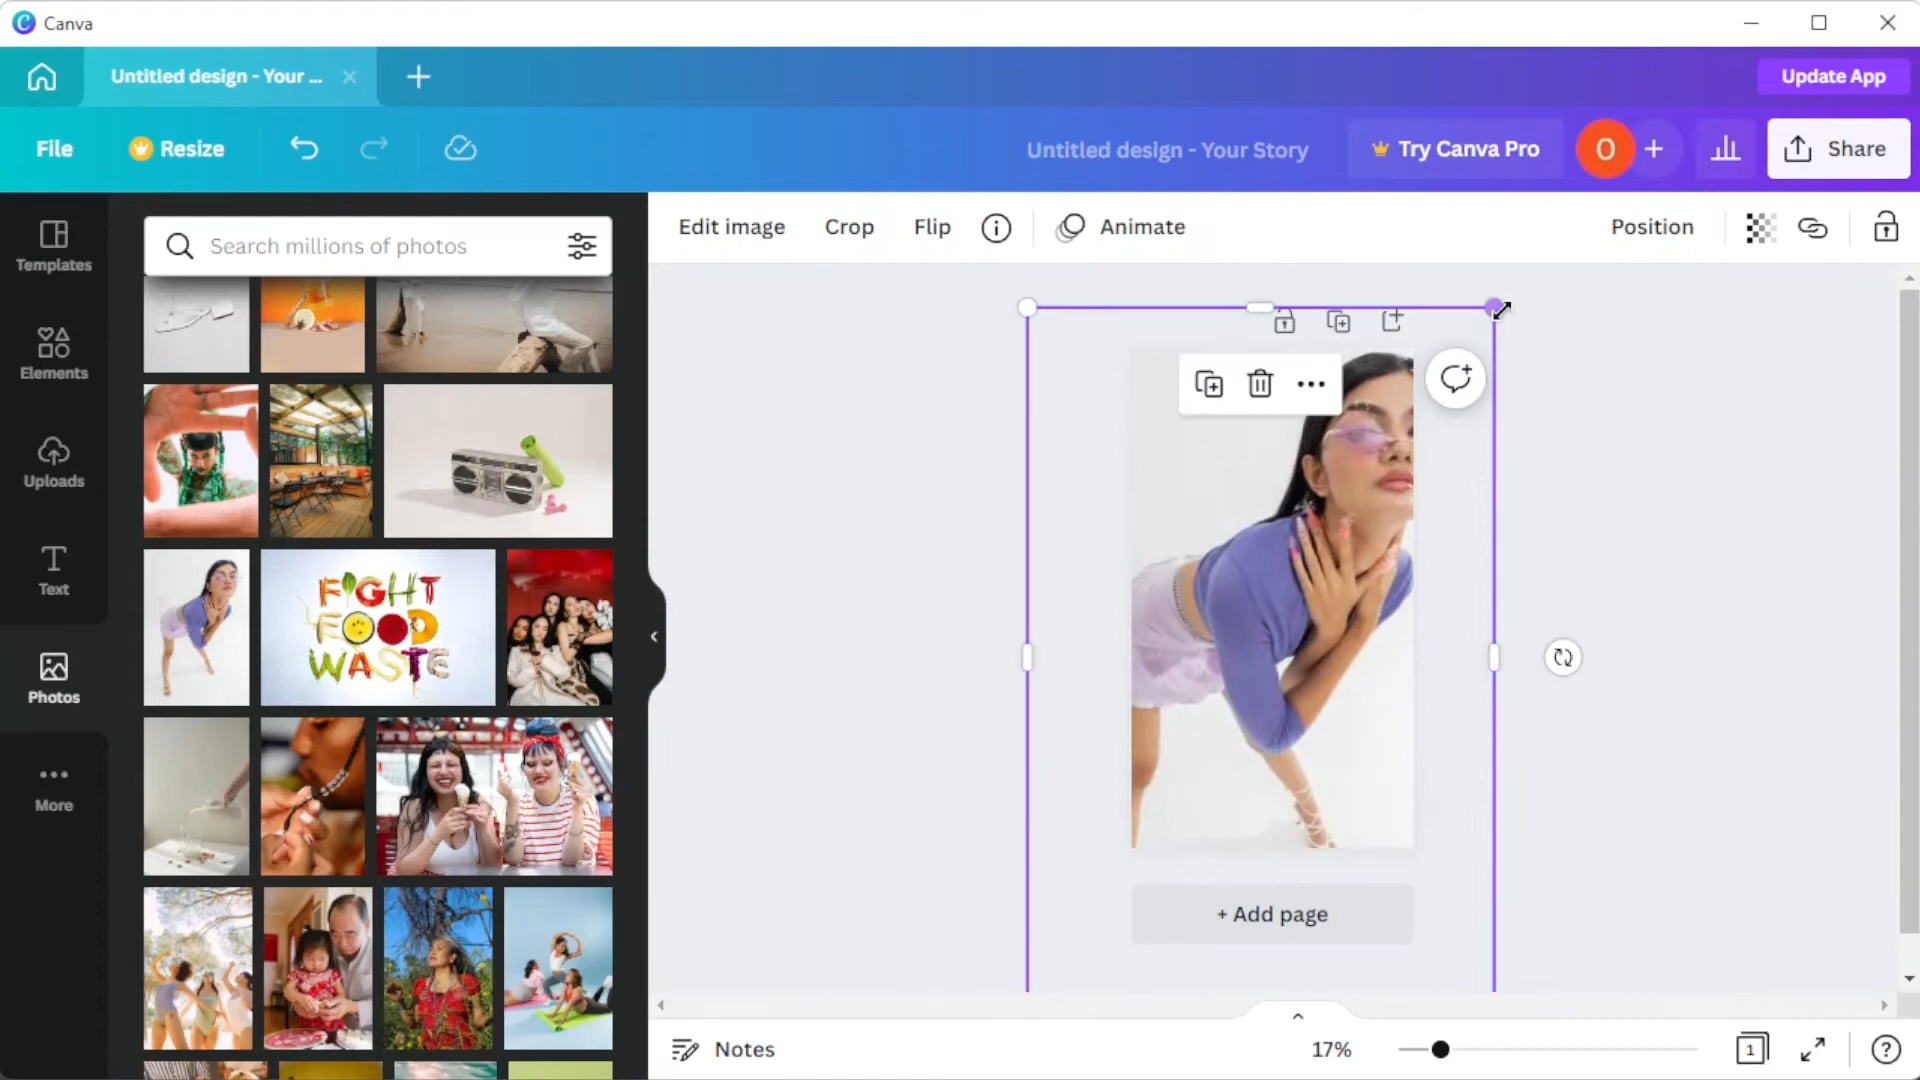 Canva
Untitled design - Your ...
Update App
File
Resize
Untitled design - Your Story
Try Canva Pro
O
Share
Templates
Elements
Uploads
Text
Photos
More
Search millions of photos
FIGHT
FOOD
WASTE
Edit image
Crop
Flip
Animate
Position
+ Add page
Notes
17%
1